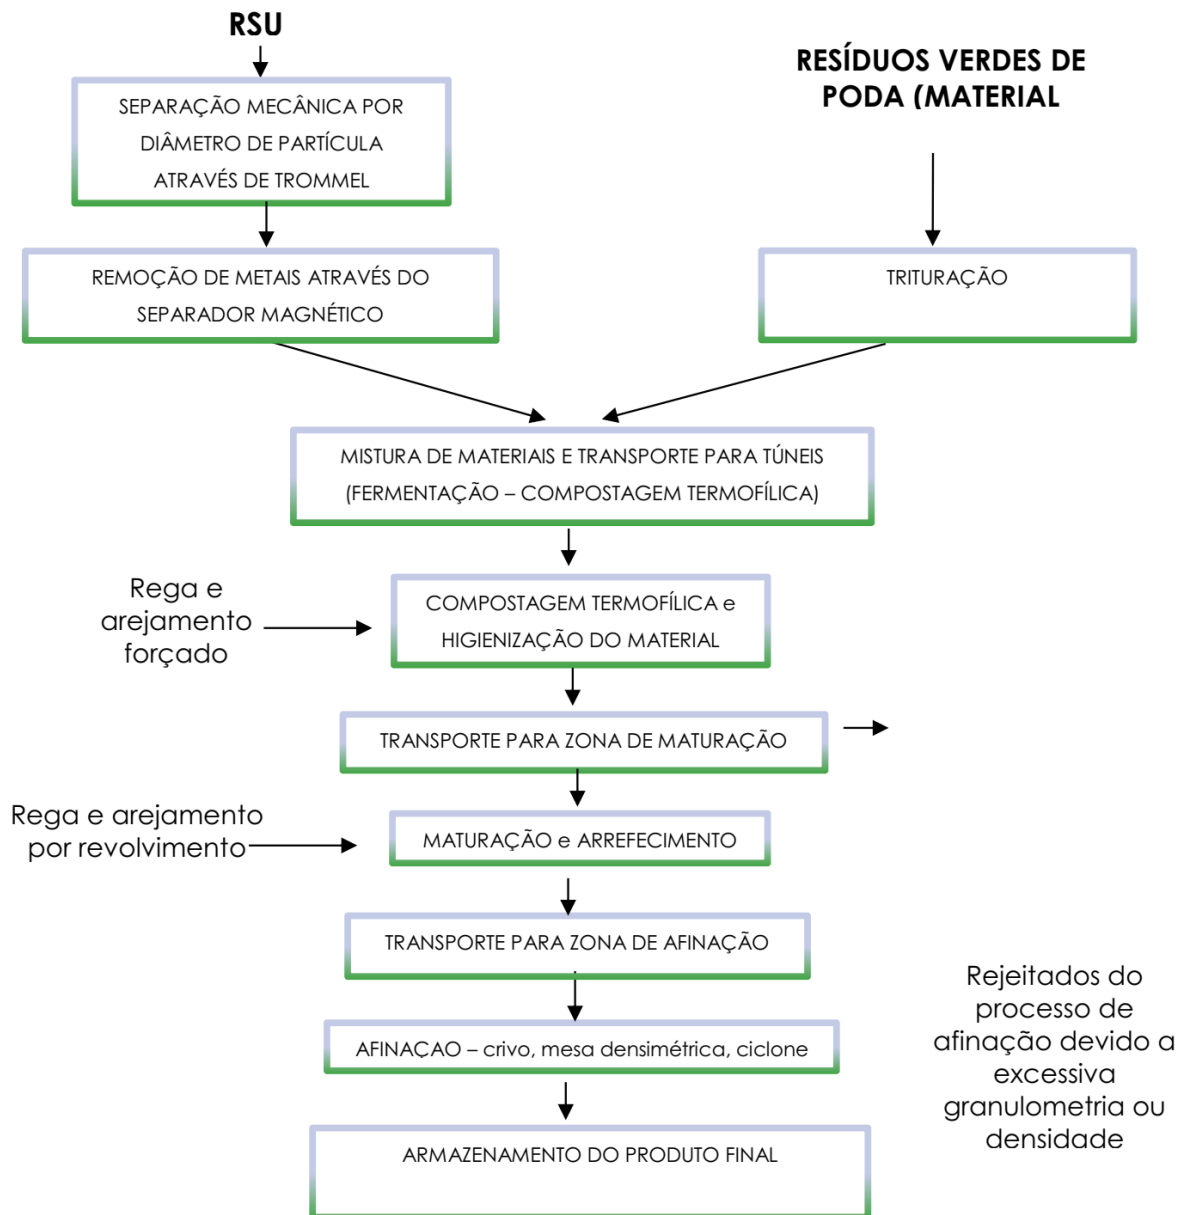 RSU
RESÍDUOS VERDES DE
PODA (MATERIAL
SEPARAÇÃO MECÂNICA POR
DIÂMETRO DE PARTÍCULA
ATRAVÉS DE TROMMEL
REMOÇÃO DE METAIS ATRAVÉS DO
SEPARADOR MAGNÉTICO
TRITURAÇÃO
MISTURA DE MATERIAIS E TRANSPORTE PARA TÚNEIS
(FERMENTAÇÃO – COMPOSTAGEM TERMOFÍLICA)
Rega e
arejamento
forçado
COMPOSTAGEM TERMOFÍLICA e
HIGIENIZAÇÃO DO MATERIAL
TRANSPORTE PARA ZONA DE MATURAÇÃO
Rega e arejamento
por revolvimento
MATURAÇÃO e ARREFECIMENTO
TRANSPORTE PARA ZONA DE AFINAÇÃO
AFINAÇAO – crivo, mesa densimétrica, ciclone
Rejeitados do
processo de
afinação devido a
excessiva
granulometria ou
densidade
ARMAZENAMENTO DO PRODUTO FINAL